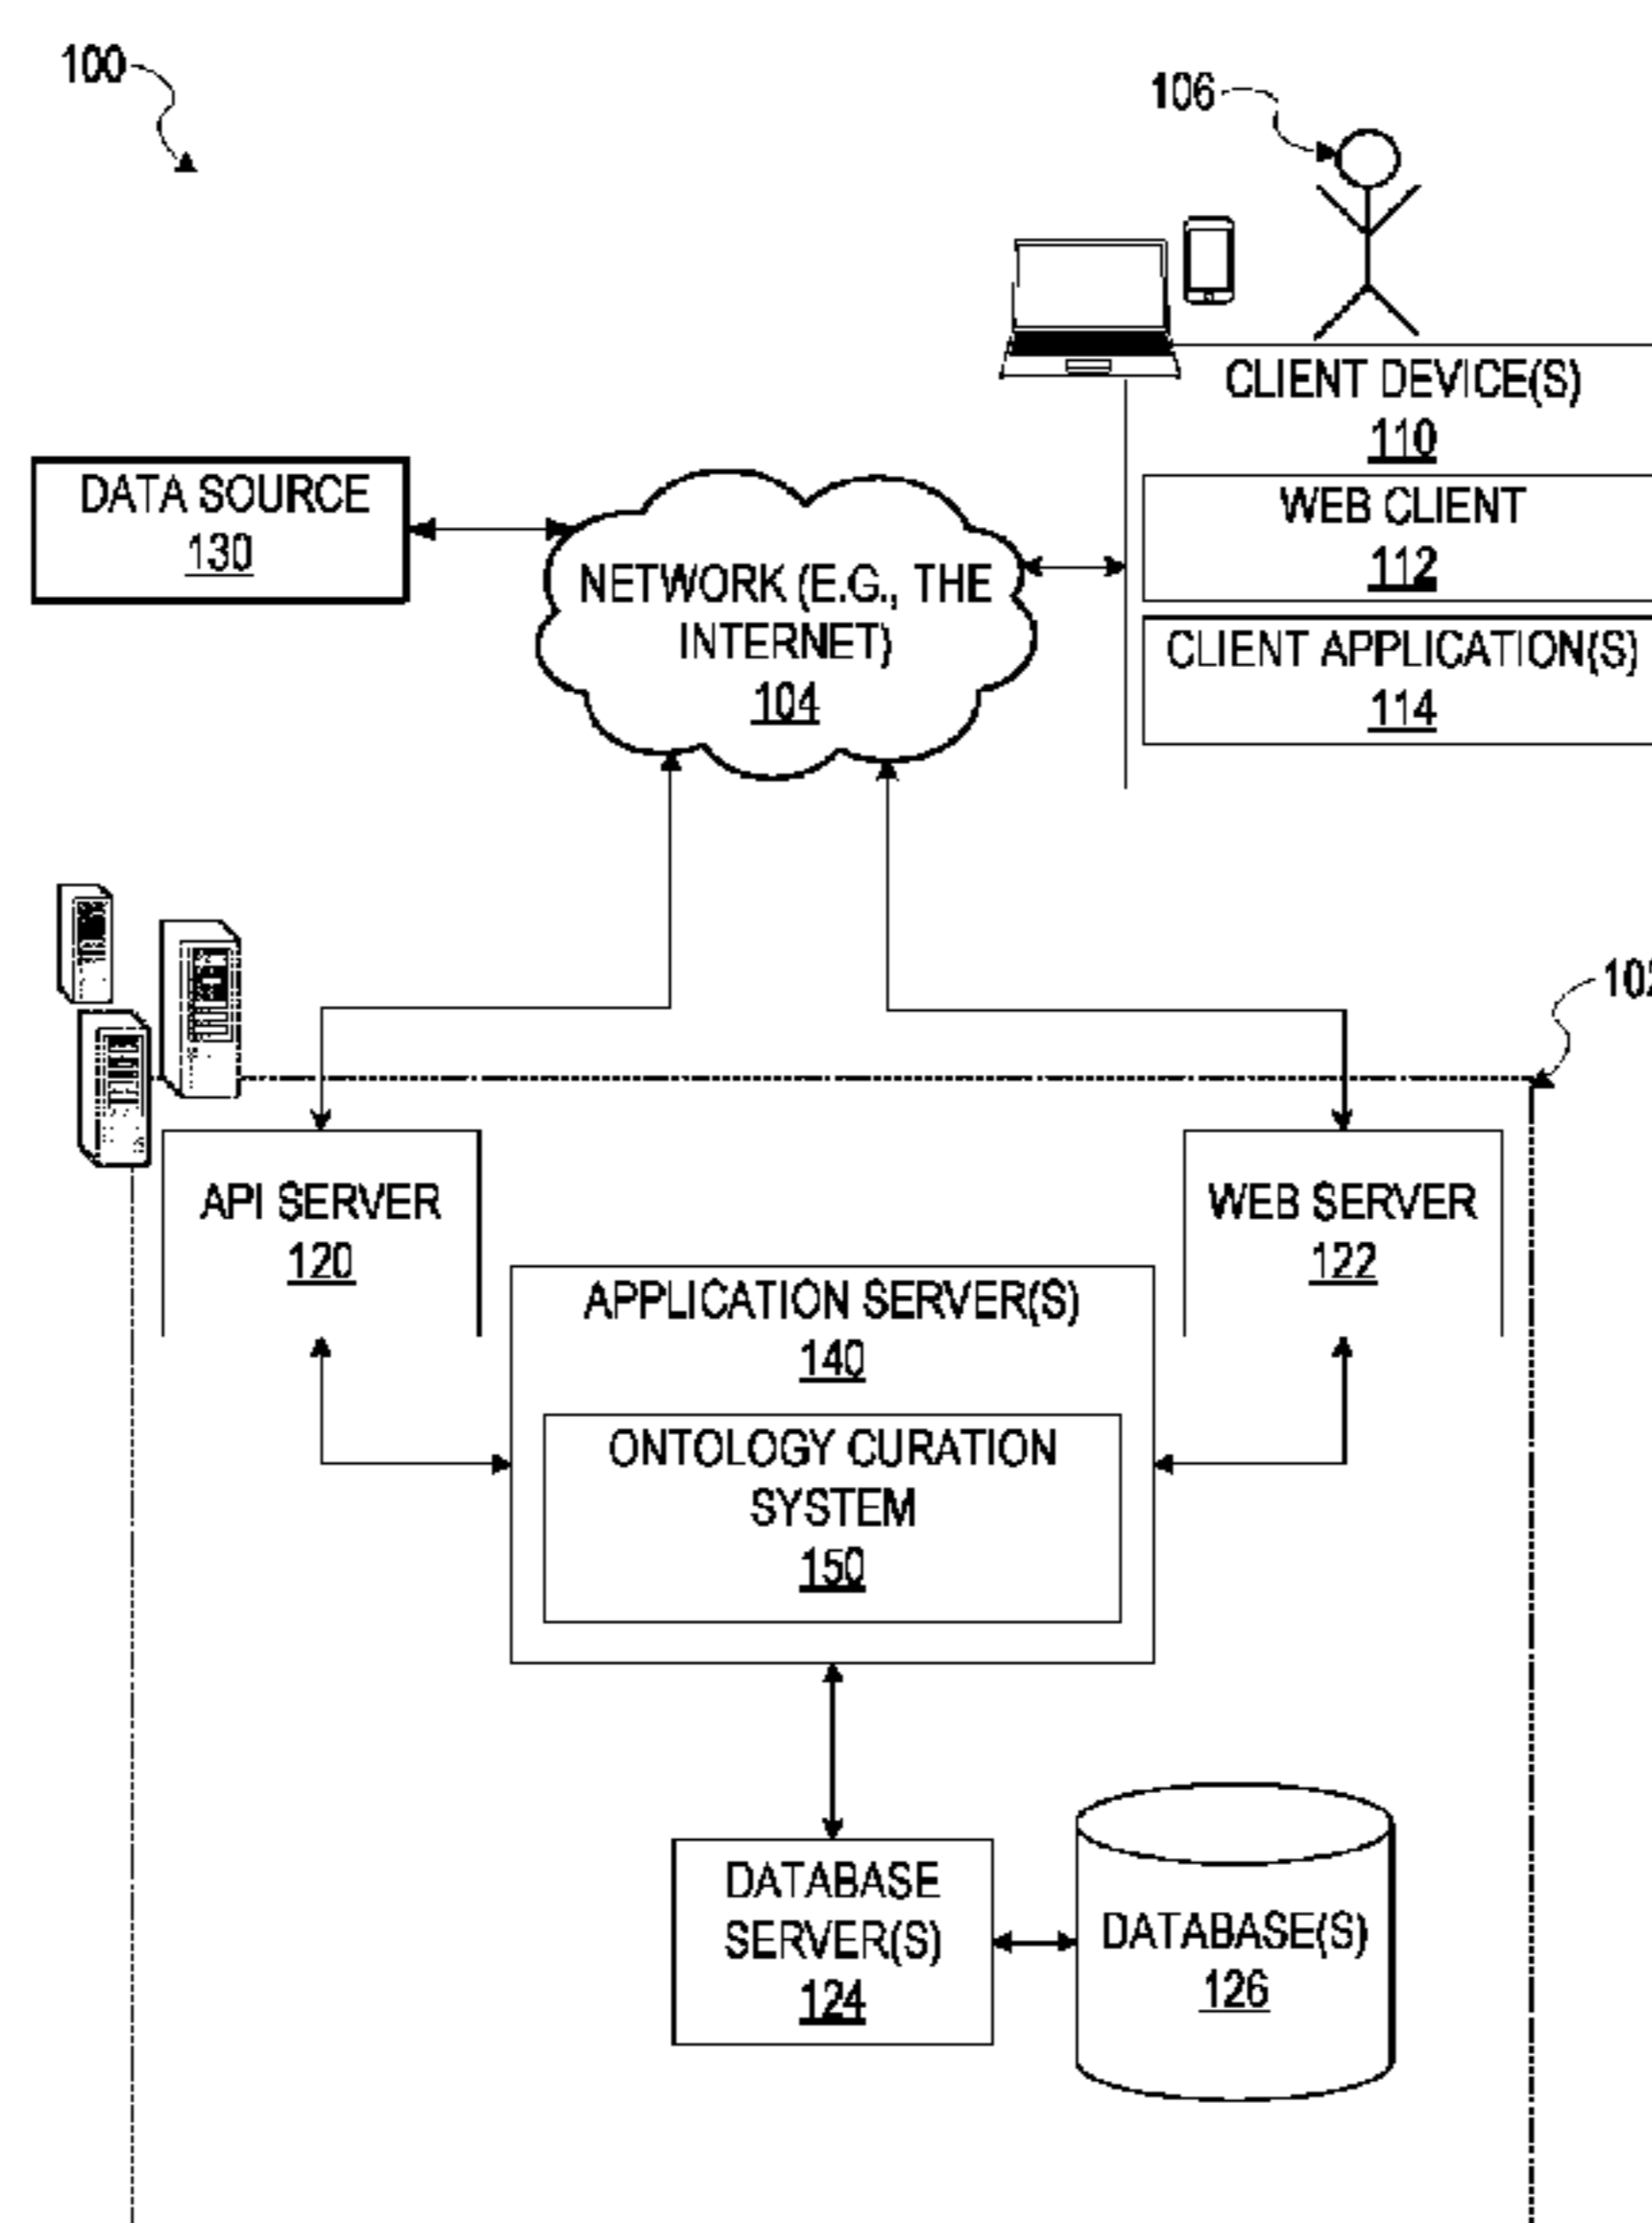 100
106
CLIENT DEVICE(S)
110
DATA SOURCE
130
WEB CLIENT
112
NETWORK (E.G., THE
INTERNET)
104
CLIENT APPLICATION(S)
114
102
API SERVER
120
WEB SERVER
122
APPLICATION SERVER(S)
140
ONTOLOGY CURATION
SYSTEM
150
DATABASE
SERVER(S)
124
DATABASE(S)
126